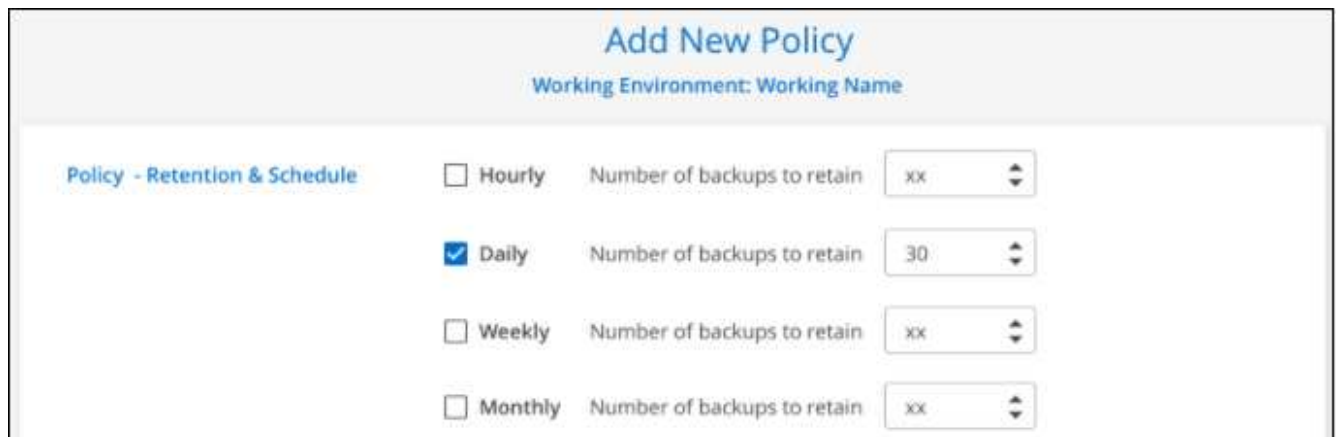 Add New Policy
Working Environment: Working Name
Policy - Retention & Schedule
Hourly Number of backups to retain xx
Daily Number of backups to retain 30
Weekly Number of backups to retain xx
Monthly Number of backups to retain xx